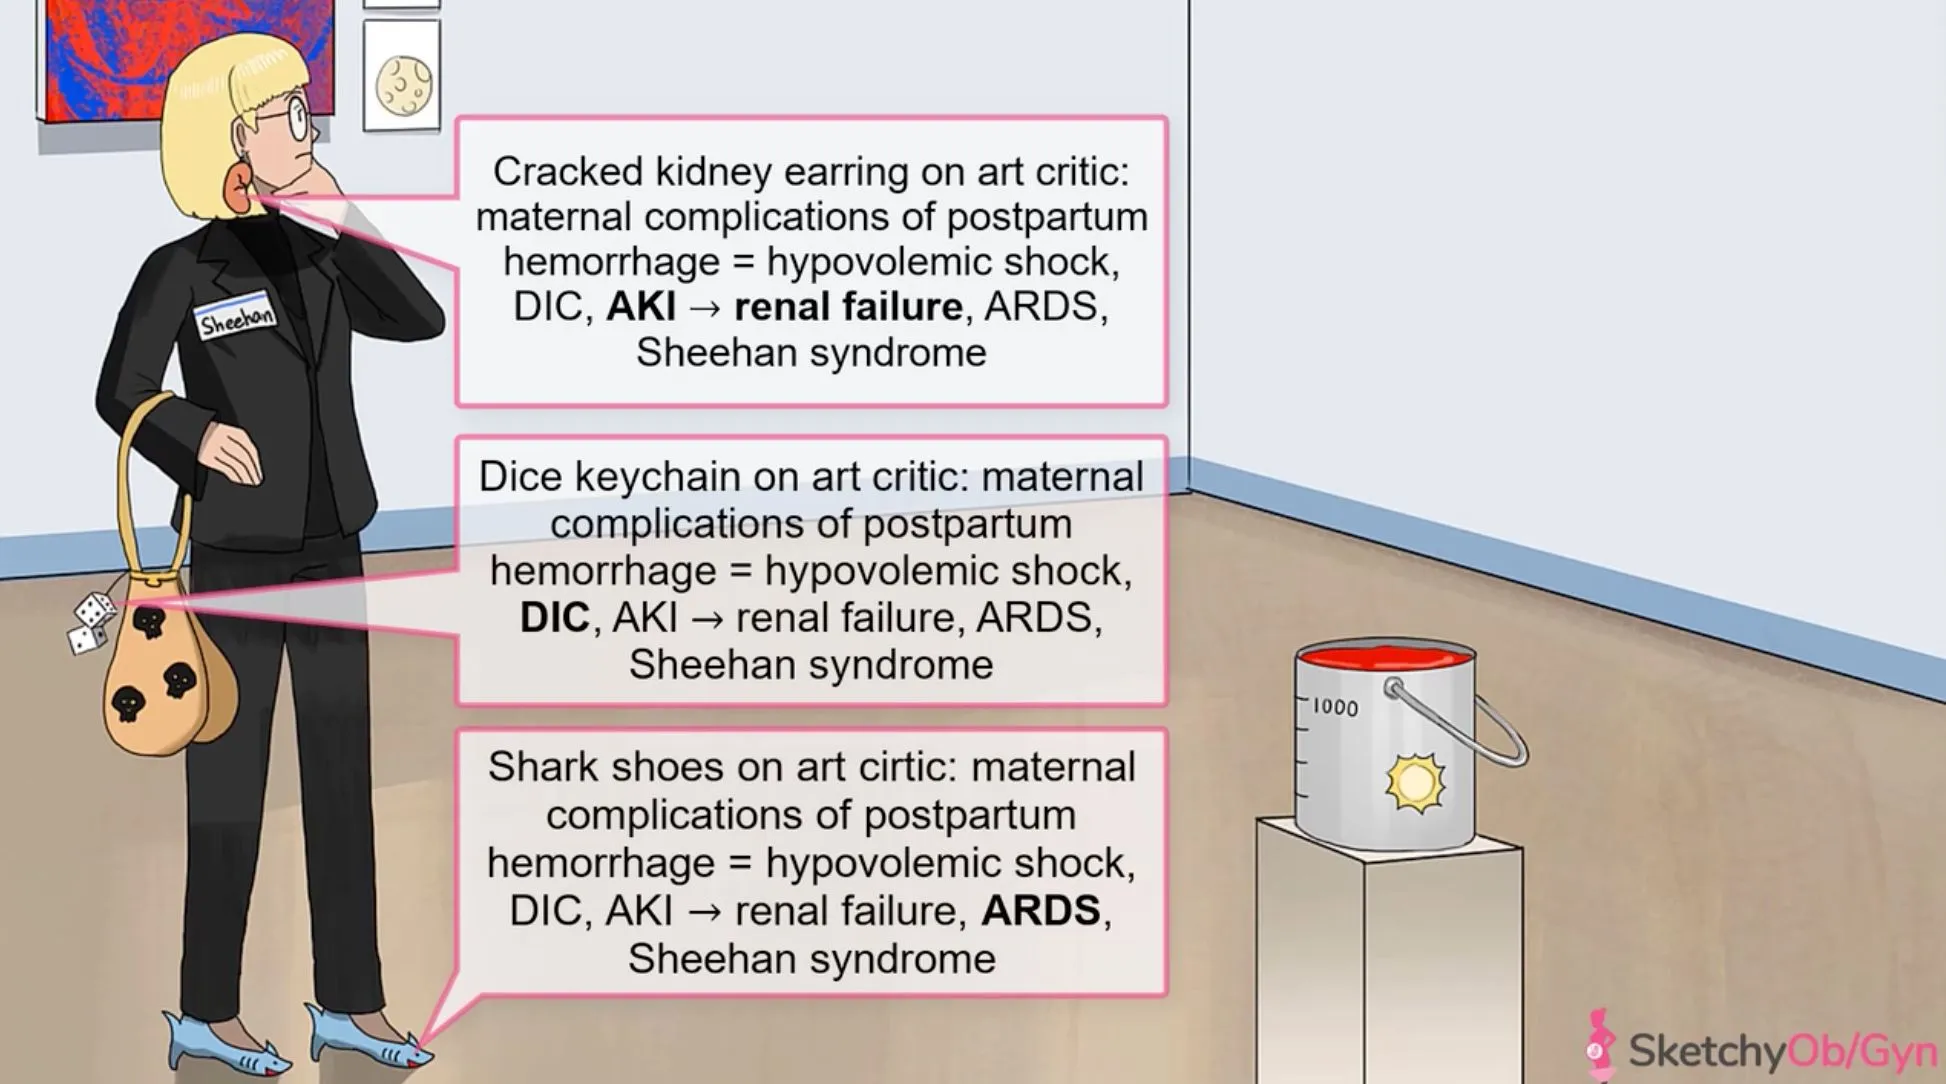 Cracked kidney earring on art critic:
maternal complications of postpartum
hemorrhage = hypovolemic shock,
DIC, AKI → renal failure, ARDS,
Sheehan syndrome
Sheehan
Dice keychain on art critic: maternal
complications of postpartum
hemorrhage = hypovolemic shock,
DIC, AKI → renal failure, ARDS,
Sheehan syndrome
1000
Shark shoes on art cirtic: maternal
complications of postpartum
hemorrhage = hypovolemic shock,
DIC, AKI → renal failure, ARDS,
Sheehan syndrome
SketchyOb/Gyn